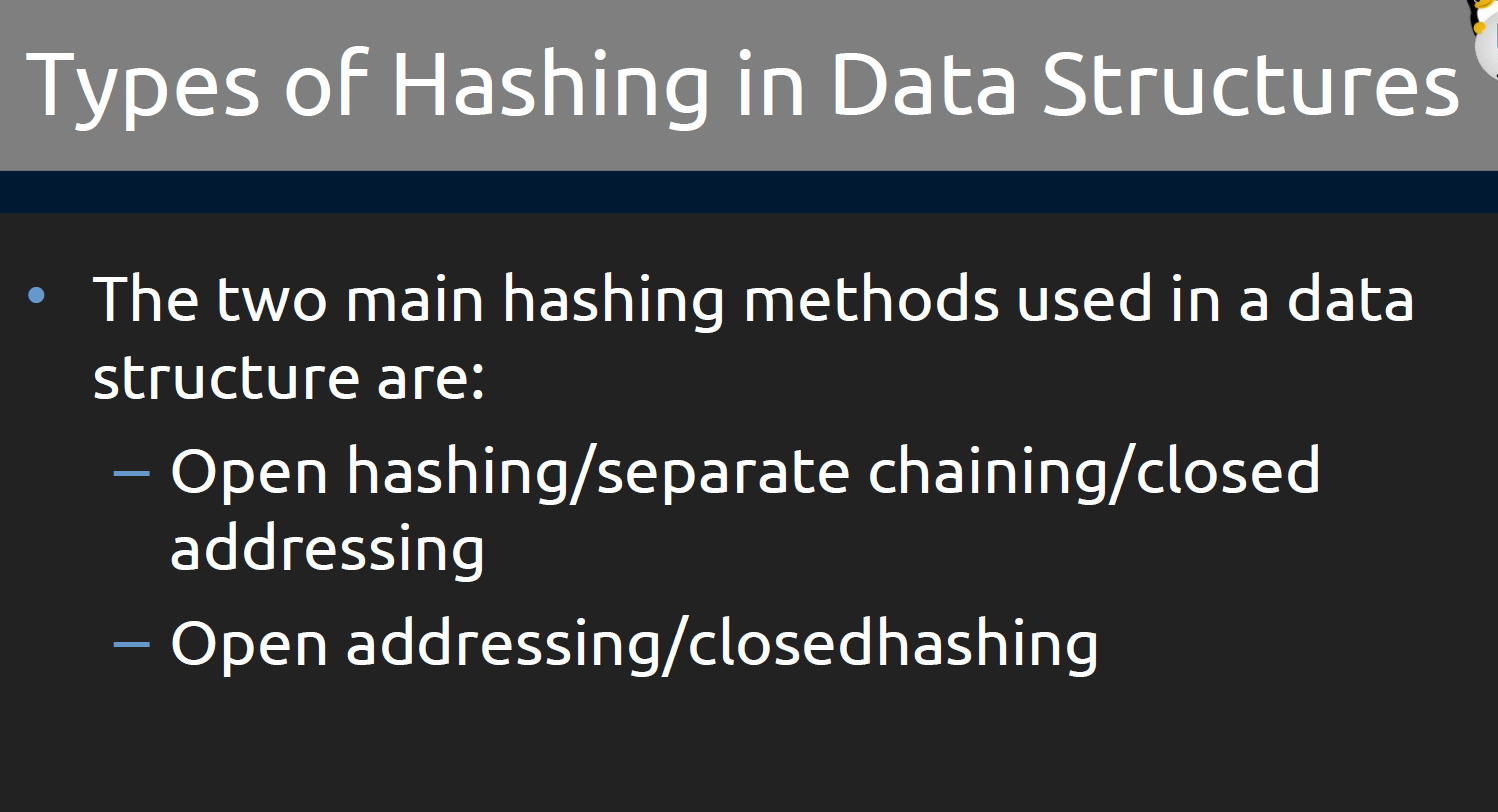 Types of Hashing in Data Structures
• The two main hashing methods used in a data
structure are:
– Open hashing/separate chaining/closed
addressing
– Open addressing/closedhashing